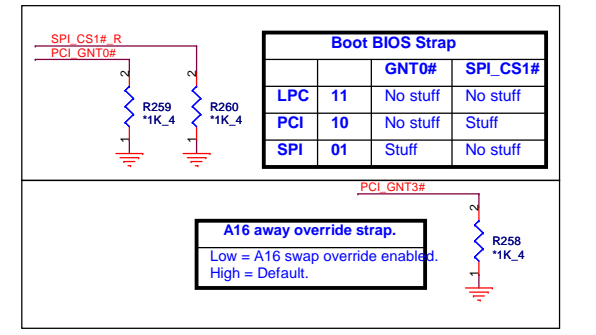 SPI_CS1#_R
PCI_GNT0#
2
2
R259
*1K_4
R260
*1K_4
1
1
Boot BIOS Strap
GNT0# SPI_CS1#
LPC 11 No stuff No stuff
PCI 10 No stuff Stuff
SPI 01 Stuff No stuff
PCI_GNT3#
2
R258
*1K_4
1
A16 away override strap.
Low = A16 swap override enabled.
High = Default.